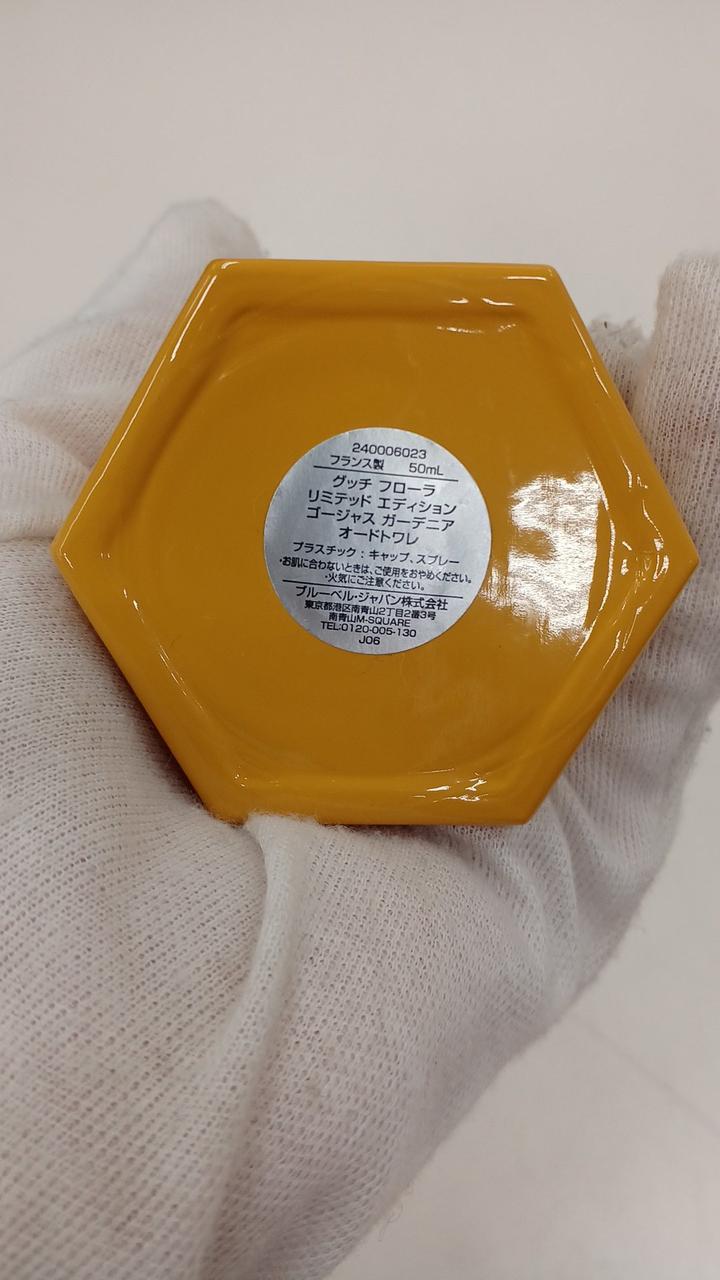 240006023
フランス製 50mL
グッチ フローラ
リミテッド エディション
ゴージャス ガーデニア
オードトワレ
プラスチック：キャップ、スプレー
・お肌に合わないときは、ご使用をおやめください。
・火気にご注意ください。
ブルーベル・ジャパン株式会社
東京都港区南青山2丁目2番3号
南青山M-SQUARE
TEL:0120-005-130
J06